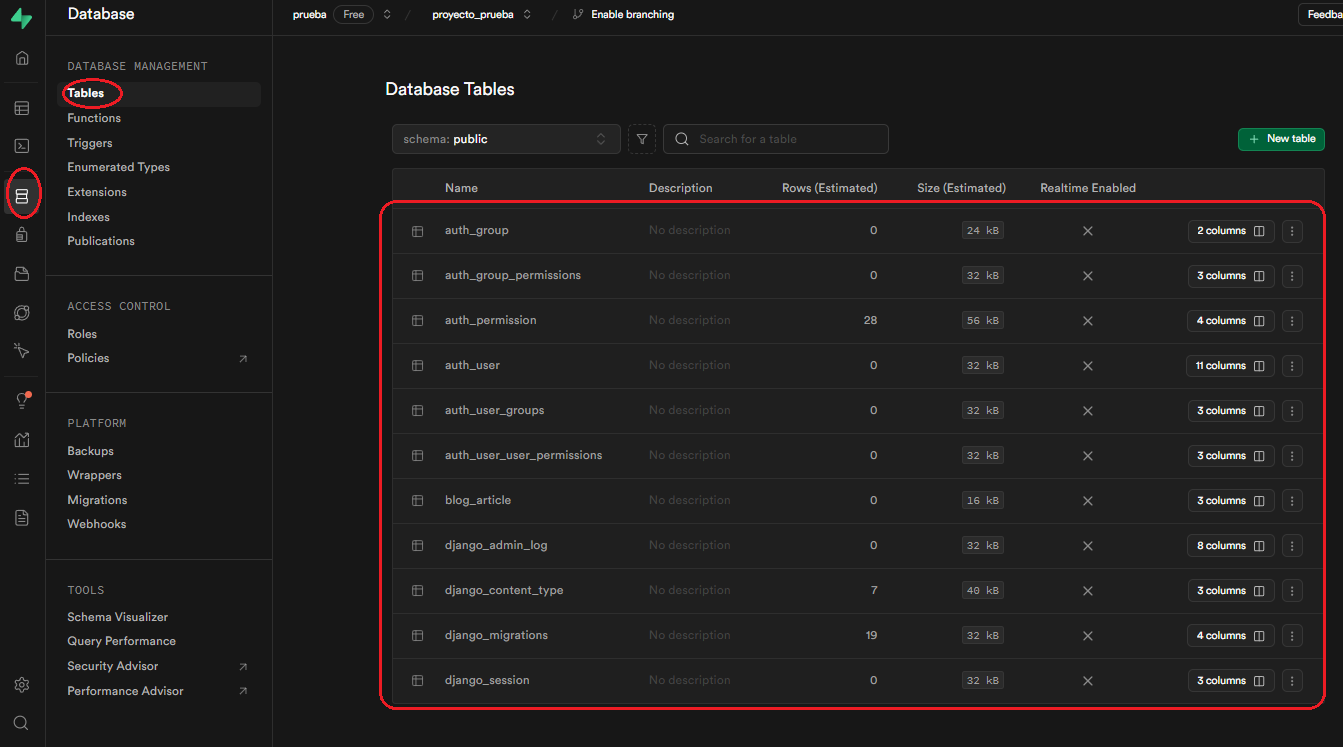 Database
prueba Free / proyecto_prueba / Enable branching
Feedba
DATABASE MANAGEMENT
Tables
Functions
Triggers
Enumerated Types
Extensions
Indexes
Publications
ACCESS CONTROL
Roles
Policies
PLATFORM
Backups
Wrappers
Migrations
Webhooks
TOOLS
Schema Visualizer
Query Performance
Security Advisor
Performance Advisor
Database Tables
schema: public
Search for a table
+ New table
Name Description Rows (Estimated) Size (Estimated) Realtime Enabled
auth_group No description 0 24 kB 2 columns
auth_group_permissions No description 0 32 kB 3 columns
auth_permission No description 28 56 kB 4 columns
auth_user No description 0 32 kB 11 columns
auth_user_groups No description 0 32 kB 3 columns
auth_user_user_permissions No description 0 32 kB 3 columns
blog_article No description 0 16 kB 3 columns
django_admin_log No description 0 32 kB 8 columns
django_content_type No description 7 40 kB 3 columns
django_migrations No description 19 32 kB 4 columns
django_session No description 0 32 kB 3 columns